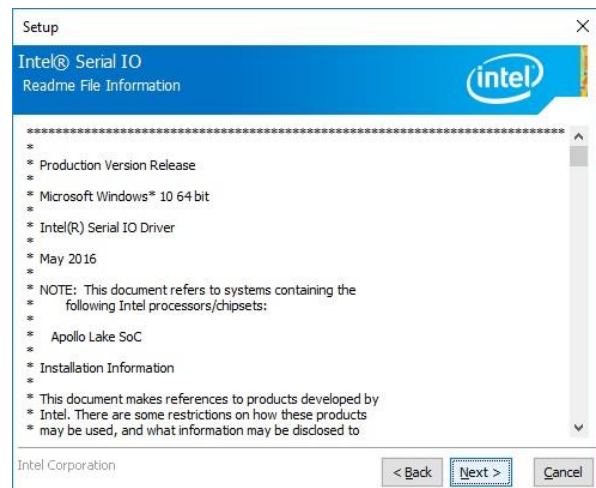 Setup
Intel® Serial IO
Readme File Information
intel
******************************************************************************
*
* Production Version Release
*
* Microsoft Windows* 10 64 bit
*
* Intel(R) Serial IO Driver
*
* May 2016
*
* NOTE: This document refers to systems containing the
* following Intel processors/chipsets:
*
* Apollo Lake SoC
*
* Installation Information
*
* This document makes references to products developed by
* Intel. There are some restrictions on how these products
* may be used, and what information may be disclosed to
Intel Corporation
< Back
Next >
Cancel